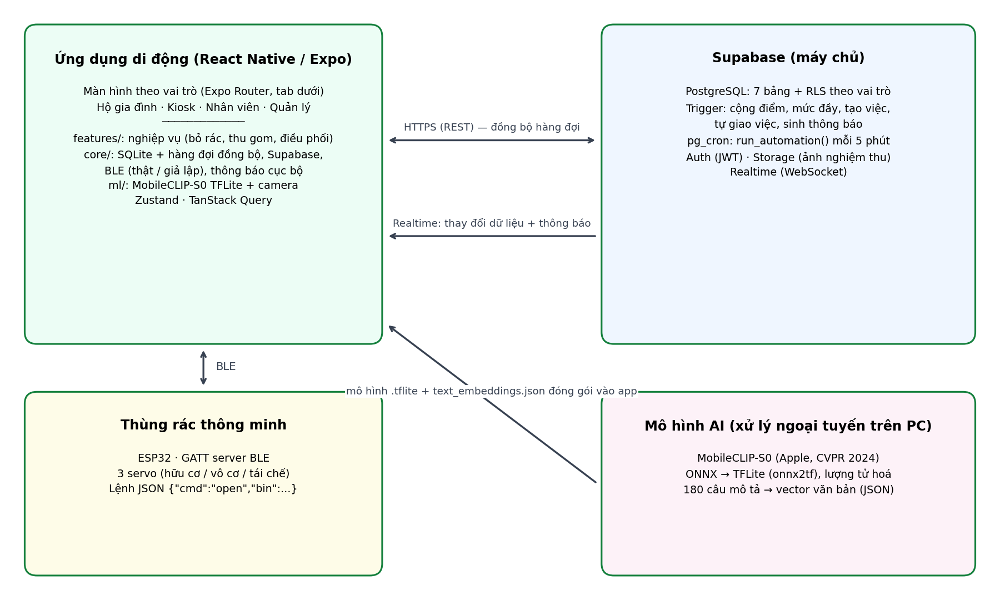 Ứng dụng di động (React Native / Expo)
Màn hình theo vai trò (Expo Router, tab dưới)
Hộ gia đình · Kiosk · Nhân viên · Quản lý
features/: nghiệp vụ (bỏ rác, thu gom, điều phối)
core/: SQLite + hàng đợi đồng bộ, Supabase,
BLE (thật / giả lập), thông báo cục bộ
ml/: MobileCLIP-S0 TFLite + camera
Zustand · TanStack Query
HTTPS (REST) — đồng bộ hàng đợi
Realtime: thay đổi dữ liệu + thông báo
Supabase (máy chủ)
PostgreSQL: 7 bảng + RLS theo vai trò
Trigger: cộng điểm, mức đầy, tạo việc,
tự giao việc, sinh thông báo
pg_cron: run_automation() mỗi 5 phút
Auth (JWT) · Storage (ảnh nghiệm thu)
Realtime (WebSocket)
BLE
mô hình .tflite + text_embeddings.json đóng gói vào app
Thùng rác thông minh
ESP32 · GATT server BLE
3 servo (hữu cơ / vô cơ / tái chế)
Lệnh JSON {"cmd":"open","bin":...}
Mô hình AI (xử lý ngoại tuyến trên PC)
MobileCLIP-S0 (Apple, CVPR 2024)
ONNX → TFLite (onnx2tf), lượng tử hoá
180 câu mô tả → vector văn bản (JSON)